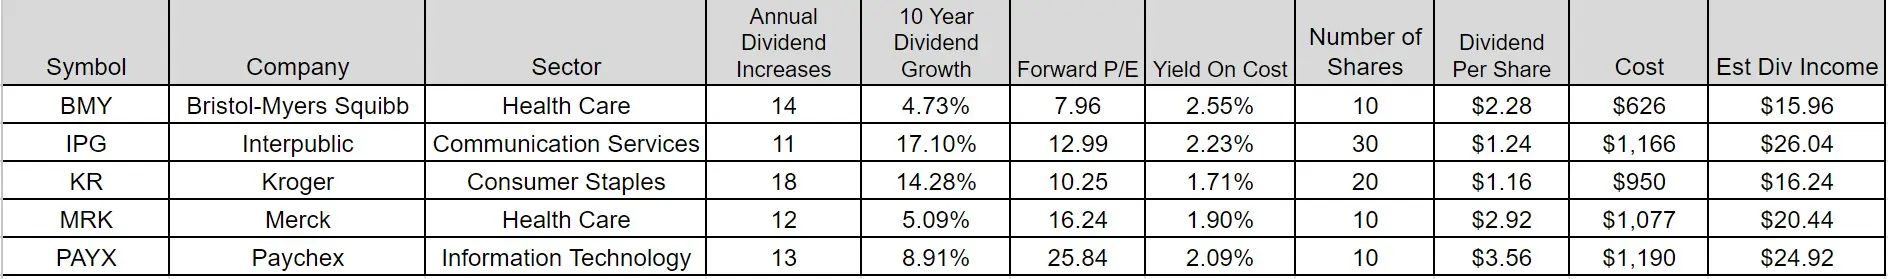 Symbol Company Sector Annual Dividend Increases 10 Year Dividend Growth Forward P/E Yield On Cost Number of Shares Dividend Per Share Cost Est Div Income
BMY Bristol-Myers Squibb Health Care 14 4.73% 7.96 2.55% 10 $2.28 $626 $15.96
IPG Interpublic Communication Services 11 17.10% 12.99 2.23% 30 $1.24 $1,166 $26.04
KR Kroger Consumer Staples 18 14.28% 10.25 1.71% 20 $1.16 $950 $16.24
MRK Merck Health Care 12 5.09% 16.24 1.90% 10 $2.92 $1,077 $20.44
PAYX Paychex Information Technology 13 8.91% 25.84 2.09% 10 $3.56 $1,190 $24.92